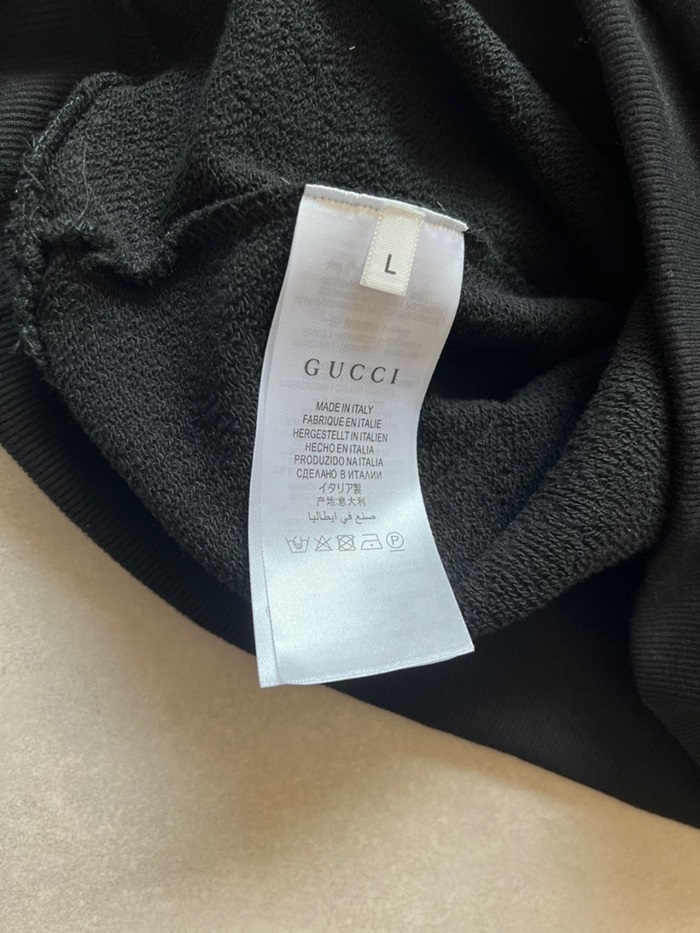 L
GUCCI
MADE IN ITALY
FABRIQUE EN ITALIE
HERGESTELLT IN ITALIEN
HECHO EN ITALIA
PRODUZIDO NA ITALIA
СДЕЛАНО В ИТАЛИИ
イタリア製
产地:意大利
صنع في ايطاليا
P